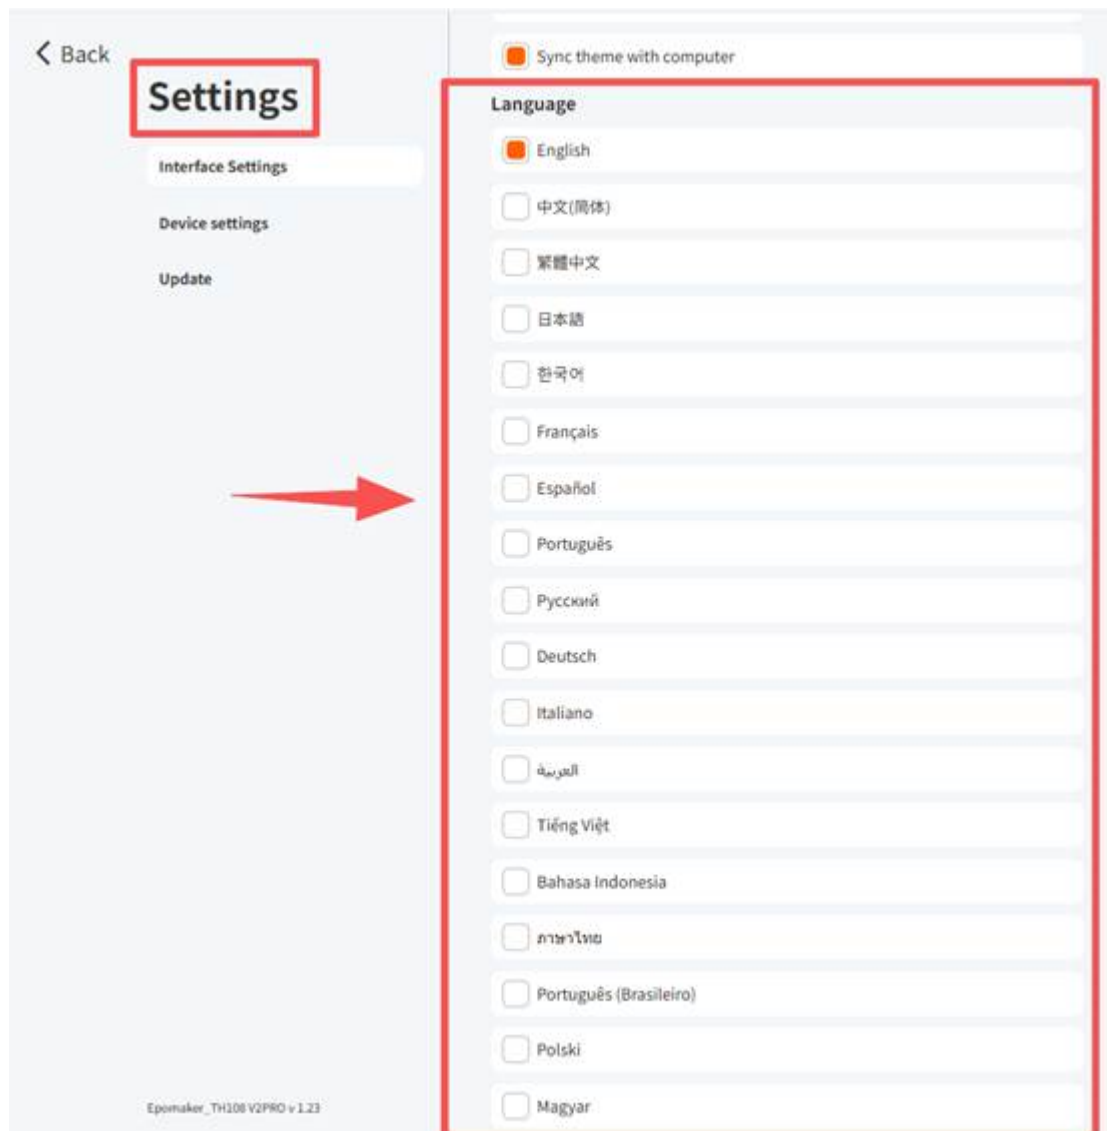 Back
Settings
Interface Settings
Device settings
Update
Epomaker_TH108 V2PRO v 1.23
Sync theme with computer
Language
English
中文(简体)
繁體中文
日本語
한국어
Français
Español
Português
Русский
Deutsch
Italiano
العربية
Tiếng Việt
Bahasa Indonesia
ภาษาไทย
Português (Brasileiro)
Polski
Magyar